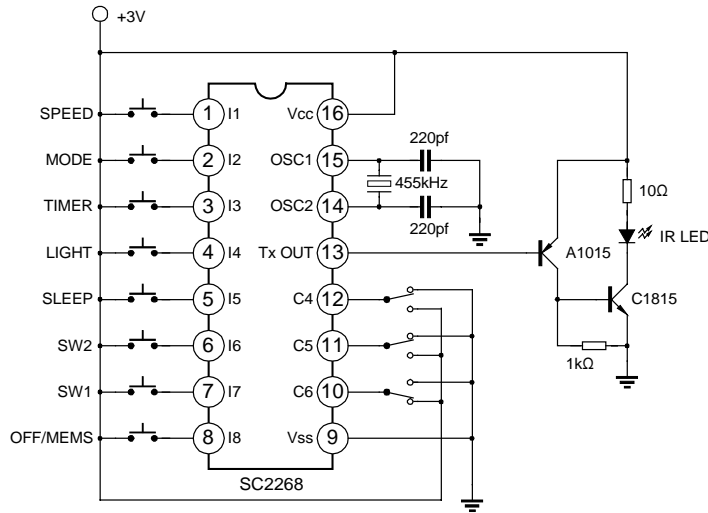 +3V
SPEED 1 I1 Vcc 16
220pf
MODE 2 I2 OSC1 15
455kHz
TIMER 3 I3 OSC2 14
220pf
10Ω
IR LED
LIGHT 4 I4 Tx OUT 13
A1015
SLEEP 5 I5 C4 12
C1815
SW2 6 I6 C5 11
1kΩ
SW1 7 I7 C6 10
OFF/MEMS 8 I8 Vss 9
SC2268